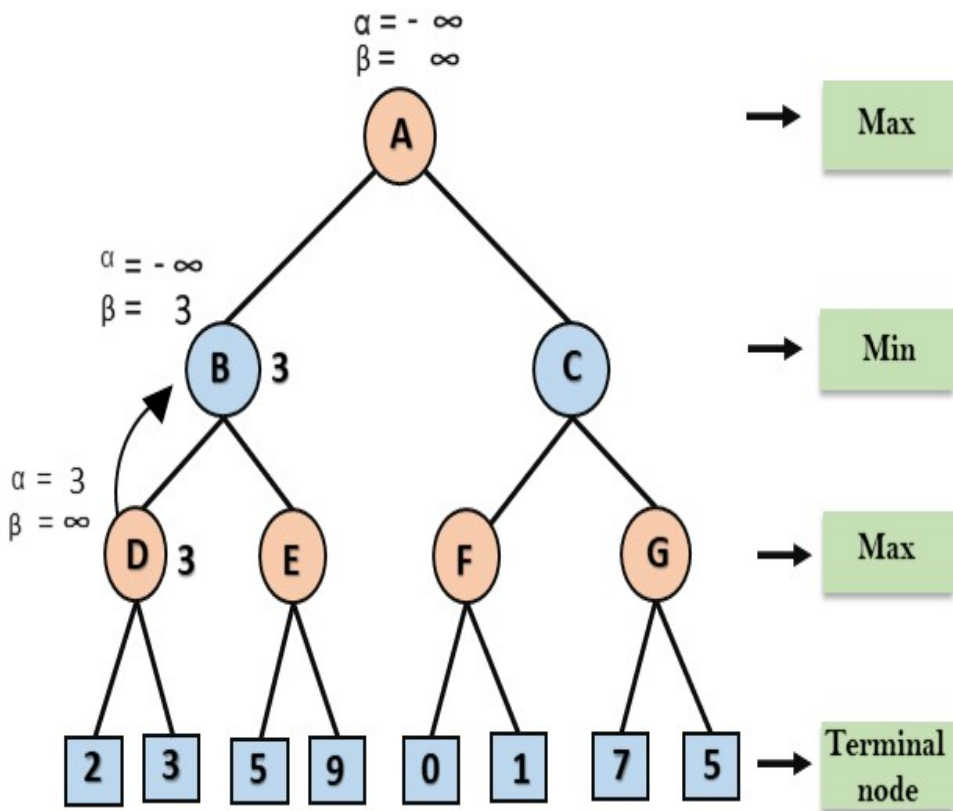 α = - ∞
β = ∞
A
Max
α = - ∞
β = 3
B 3
C
Min
α = 3
β = ∞
D 3
E
F
G
Max
2 3 5 9 0 1 7 5
Terminal
node